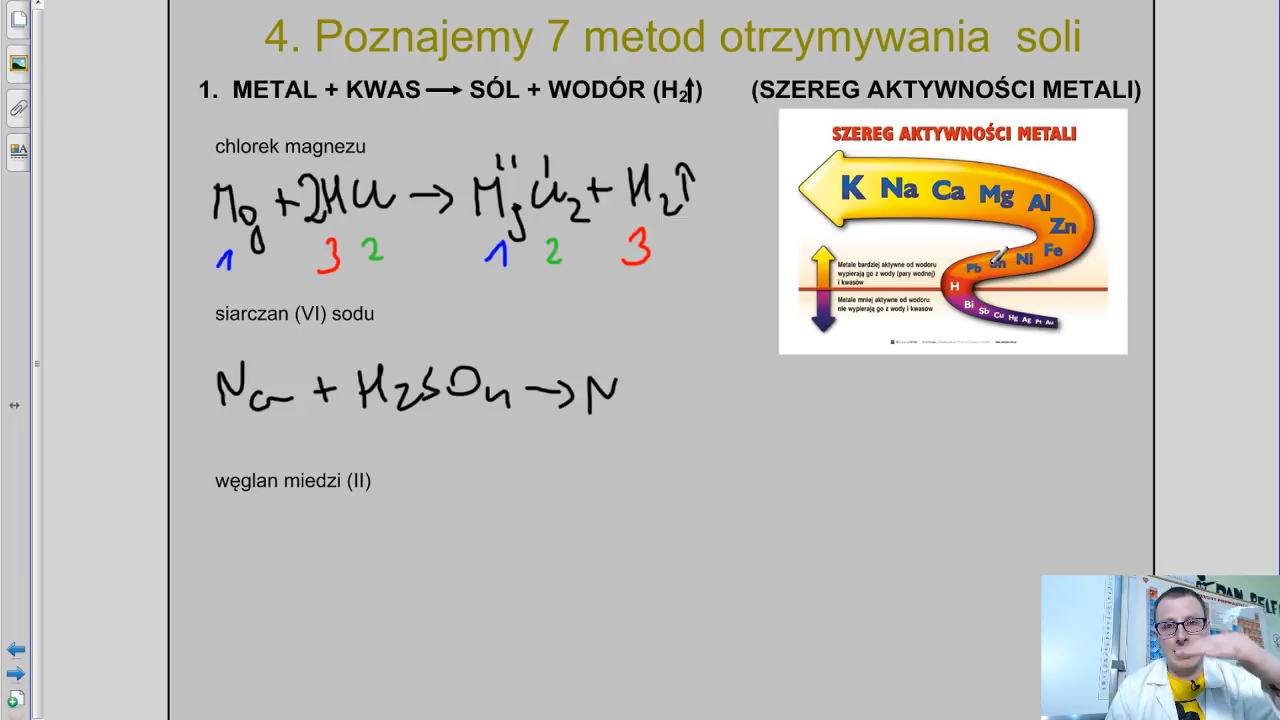 4. Poznajemy 7 metod otrzymywania soli
1. METAL + KWAS → SÓL + WODÓR (H2↑) (SZEREG AKTYWNOŚCI METALI)
chlorek magnezu
II I
Mg + 2HCl → MgCl2 + H2↑
1 3 2 1 2 3
siarczan (VI) sodu
Na + H2SO4 → N
węglan miedzi (II)
SZEREG AKTYWNOŚCI METALI
K Na Ca Mg Al
Zn
Fe
Pb Sn Ni
H
Bi
Sb Cu Hg Ag Pt Au
Metale bardziej aktywne od wodoru
wypierają go z wody (pary wodnej)
i kwasów
Metale mniej aktywne od wodoru
nie wypierają go z wody i kwasów